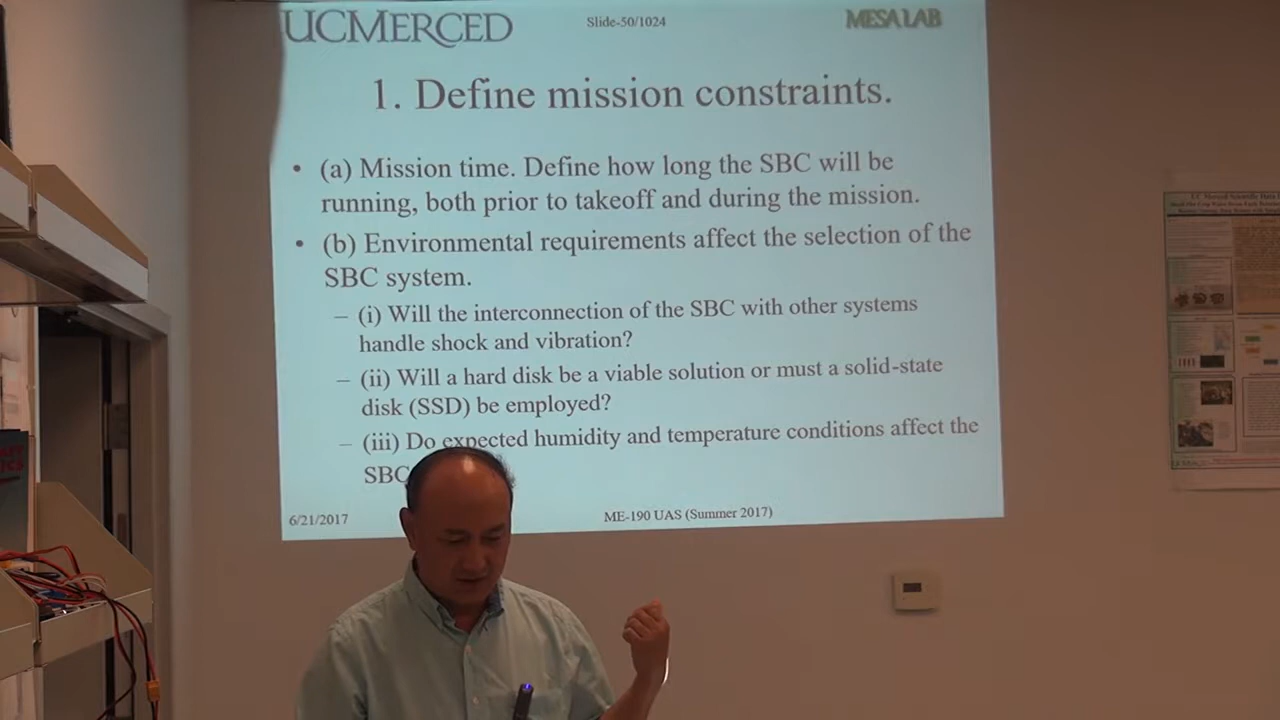 UCMERCED
Slide-50/1024
MESA LAB
1. Define mission constraints.
• (a) Mission time. Define how long the SBC will be
running, both prior to takeoff and during the mission.
• (b) Environmental requirements affect the selection of the
SBC system.
– (i) Will the interconnection of the SBC with other systems
handle shock and vibration?
– (ii) Will a hard disk be a viable solution or must a solid-state
disk (SSD) be employed?
– (iii) Do expected humidity and temperature conditions affect the
SBC
6/21/2017
ME-190 UAS (Summer 2017)